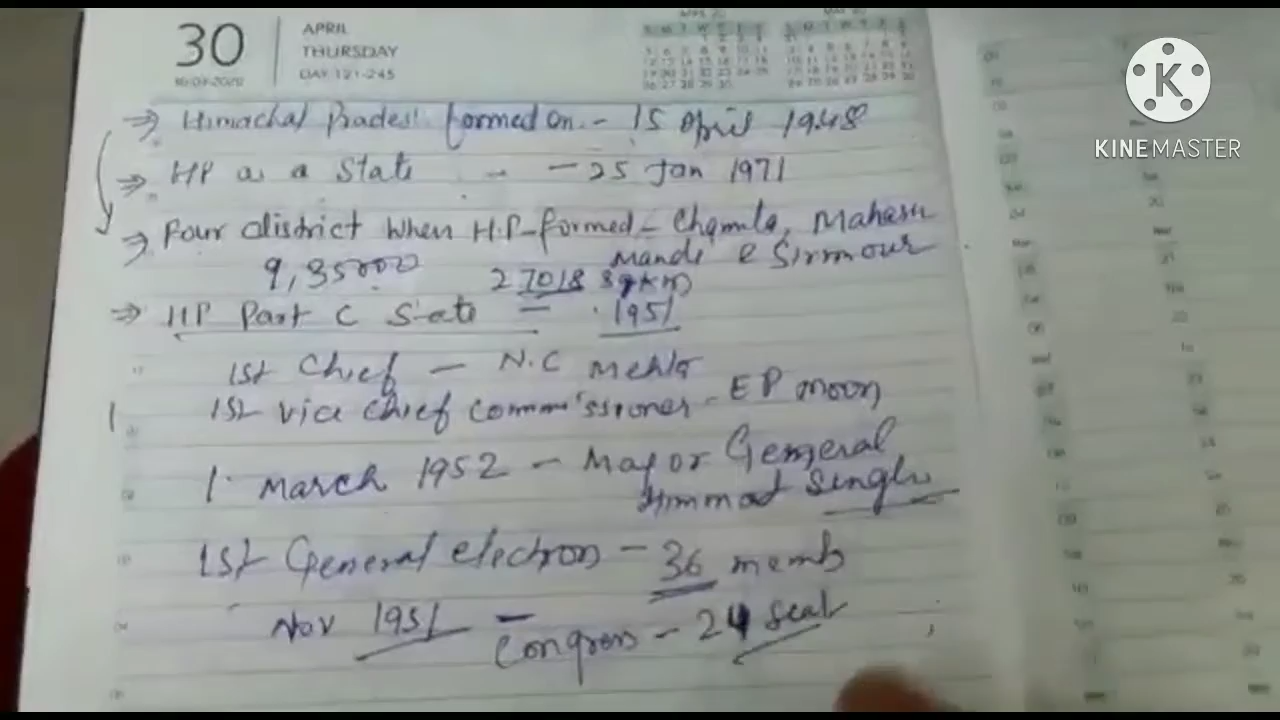 30
APRIL
THURSDAY
DAY 121-245
K
KINEMASTER
⇒ Himachal Pradesh formed on - 15 April 1948
⇒ HP as a State - - 25 Jan 1971
⇒ Four district when H.P-formed - Chamba, Mahasu
Mandi & Sirmour
9,35000 27018 sqkm
⇒ HP Part C State = 1951
1st Chief - N.C Mehta
1st vice chief commissioner - EP moon
1 March 1952 - Major General
Himmat Singh
1st General election - 36 memb
Nov 1951 -
Congress - 24 seat